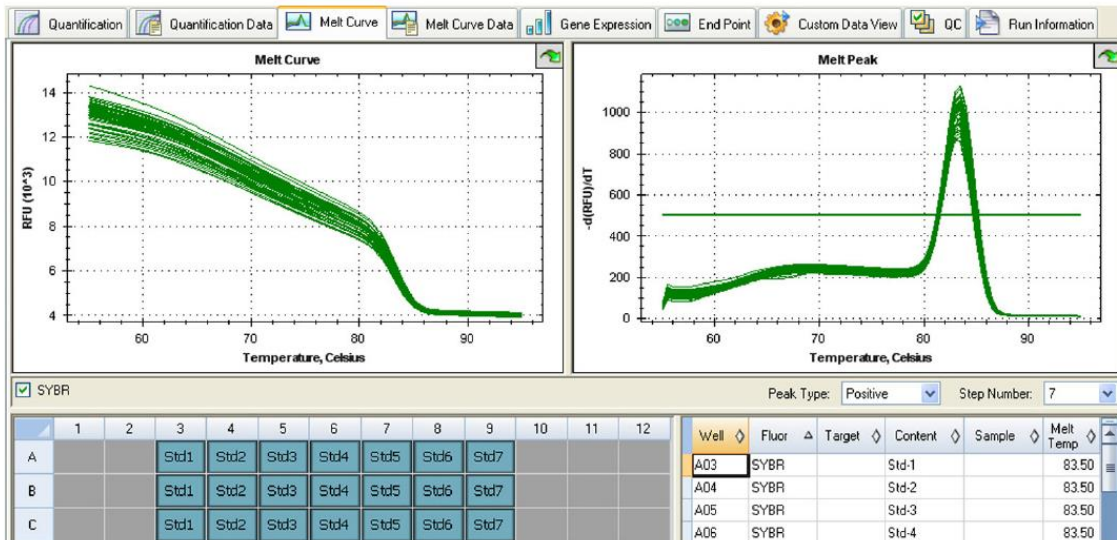 Quantification Quantification Data Melt Curve Melt Curve Data Gene Expression End Point Custom Data View QC Run Information
Melt Curve
14
12
10
8
6
4
RFU (10^3)
60 70 80 90
Temperature, Celsius
Melt Peak
1000
800
600
400
200
0
-d(RFU)/dT
60 70 80 90
Temperature, Celsius
SYBR
Peak Type: Positive Step Number: 7
1 2 3 4 5 6 7 8 9 10 11 12
A Std1 Std2 Std3 Std4 Std5 Std6 Std7
B Std1 Std2 Std3 Std4 Std5 Std6 Std7
C Std1 Std2 Std3 Std4 Std5 Std6 Std7
Well Fluor Target Content Sample Melt Temp
A03 SYBR Std-1 83.50
A04 SYBR Std-2 83.50
A05 SYBR Std-3 83.50
A06 SYBR Std-4 83.50